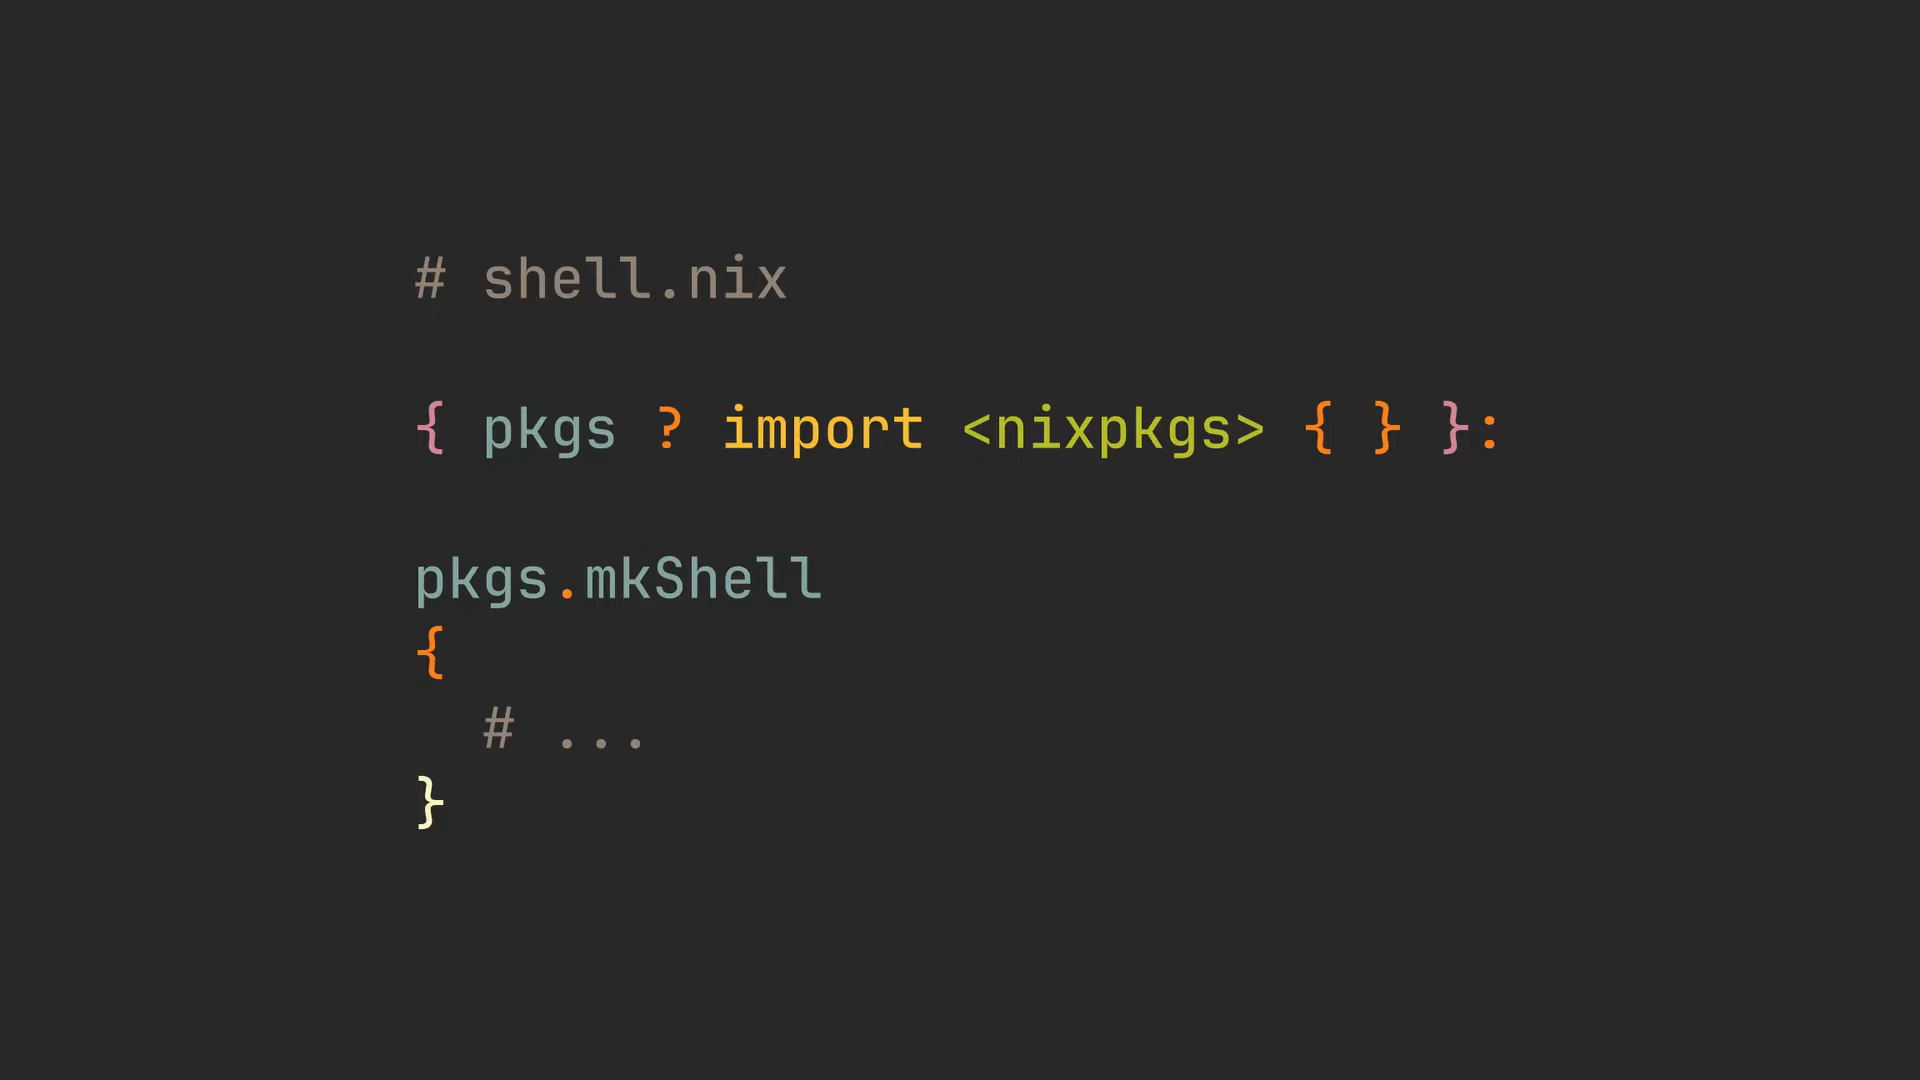 # shell.nix
{ pkgs ? import <nixpkgs> { } }:
pkgs.mkShell
{
# ...
}